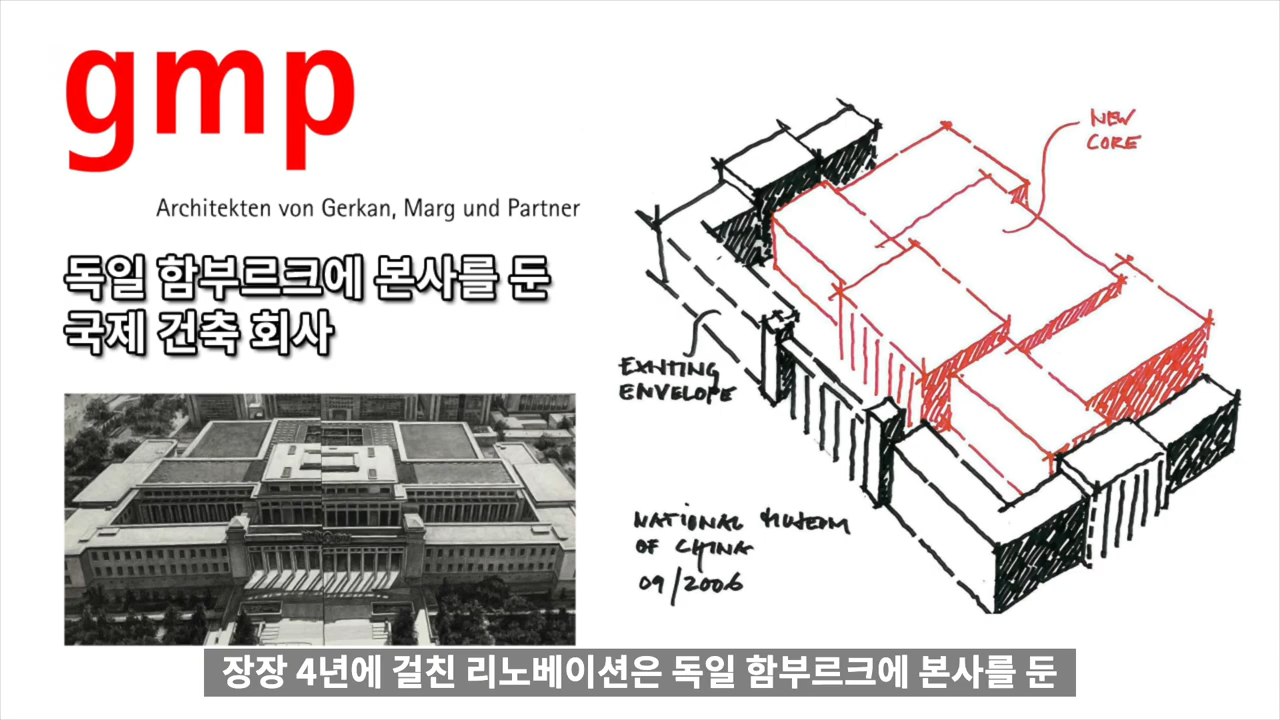 gmp
Architekten von Gerkan, Marg und Partner
독일 함부르크에 본사를 둔
국제 건축 회사
NEW
CORE
EXISTING
ENVELOPE
NATIONAL MUSEUM
OF CHINA
09/2006
장장 4년에 걸친 리노베이션은 독일 함부르크에 본사를 둔